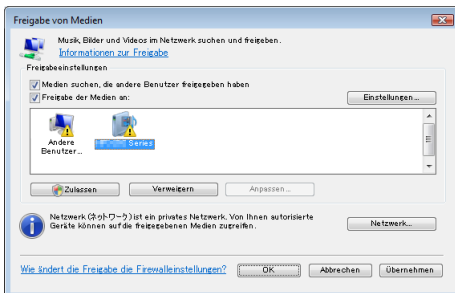 Freigabe von Medien
Musik, Bilder und Videos im Netzwerk suchen und freigeben.
Informationen zur Freigabe
Freigabeeinstellungen
Medien suchen, die andere Benutzer freigegeben haben
Freigabe der Medien an:
Einstellungen...
Andere
Benutzer...
Series
Zulassen
Verweigern
Anpassen...
Netzwerk (ネットワーク) ist ein privates Netzwerk. Von Ihnen autorisierte
Geräte können auf die freigegebenen Medien zugreifen.
Netzwerk...
Wie ändert die Freigabe die Firewalleinstellungen?
OK
Abbrechen
Übernehmen